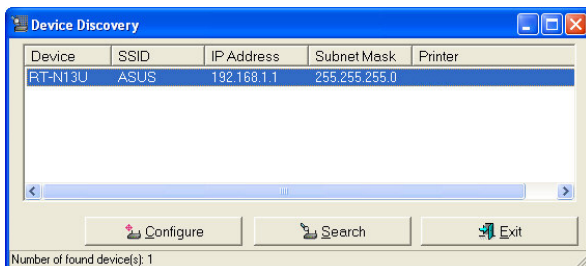 Device Discovery
Device SSID IP Address Subnet Mask Printer
RT-N13U ASUS 192.168.1.1 255.255.255.0
Configure Search Exit
Number of found device(s): 1